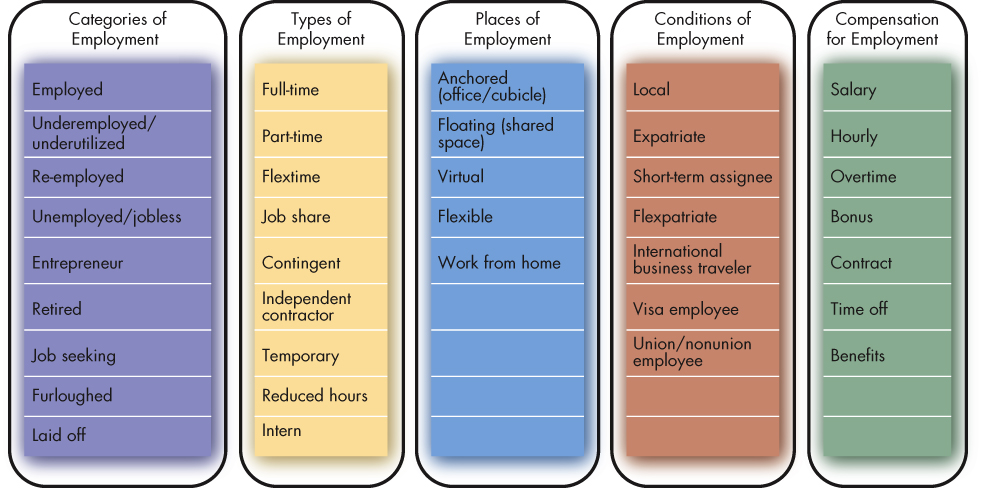 Categories of
Employment
Employed
Underemployed/
underutilized
Re-employed
Unemployed/jobless
Entrepreneur
Retired
Job seeking
Furloughed
Laid off
Types of
Employment
Full-time
Part-time
Flextime
Job share
Contingent
Independent
contractor
Temporary
Reduced hours
Intern
Places of
Employment
Anchored
(office/cubicle)
Floating (shared
space)
Virtual
Flexible
Work from home
Conditions of
Employment
Local
Expatriate
Short-term assignee
Flexpatriate
International
business traveler
Visa employee
Union/nonunion
employee
Compensation
for Employment
Salary
Hourly
Overtime
Bonus
Contract
Time off
Benefits